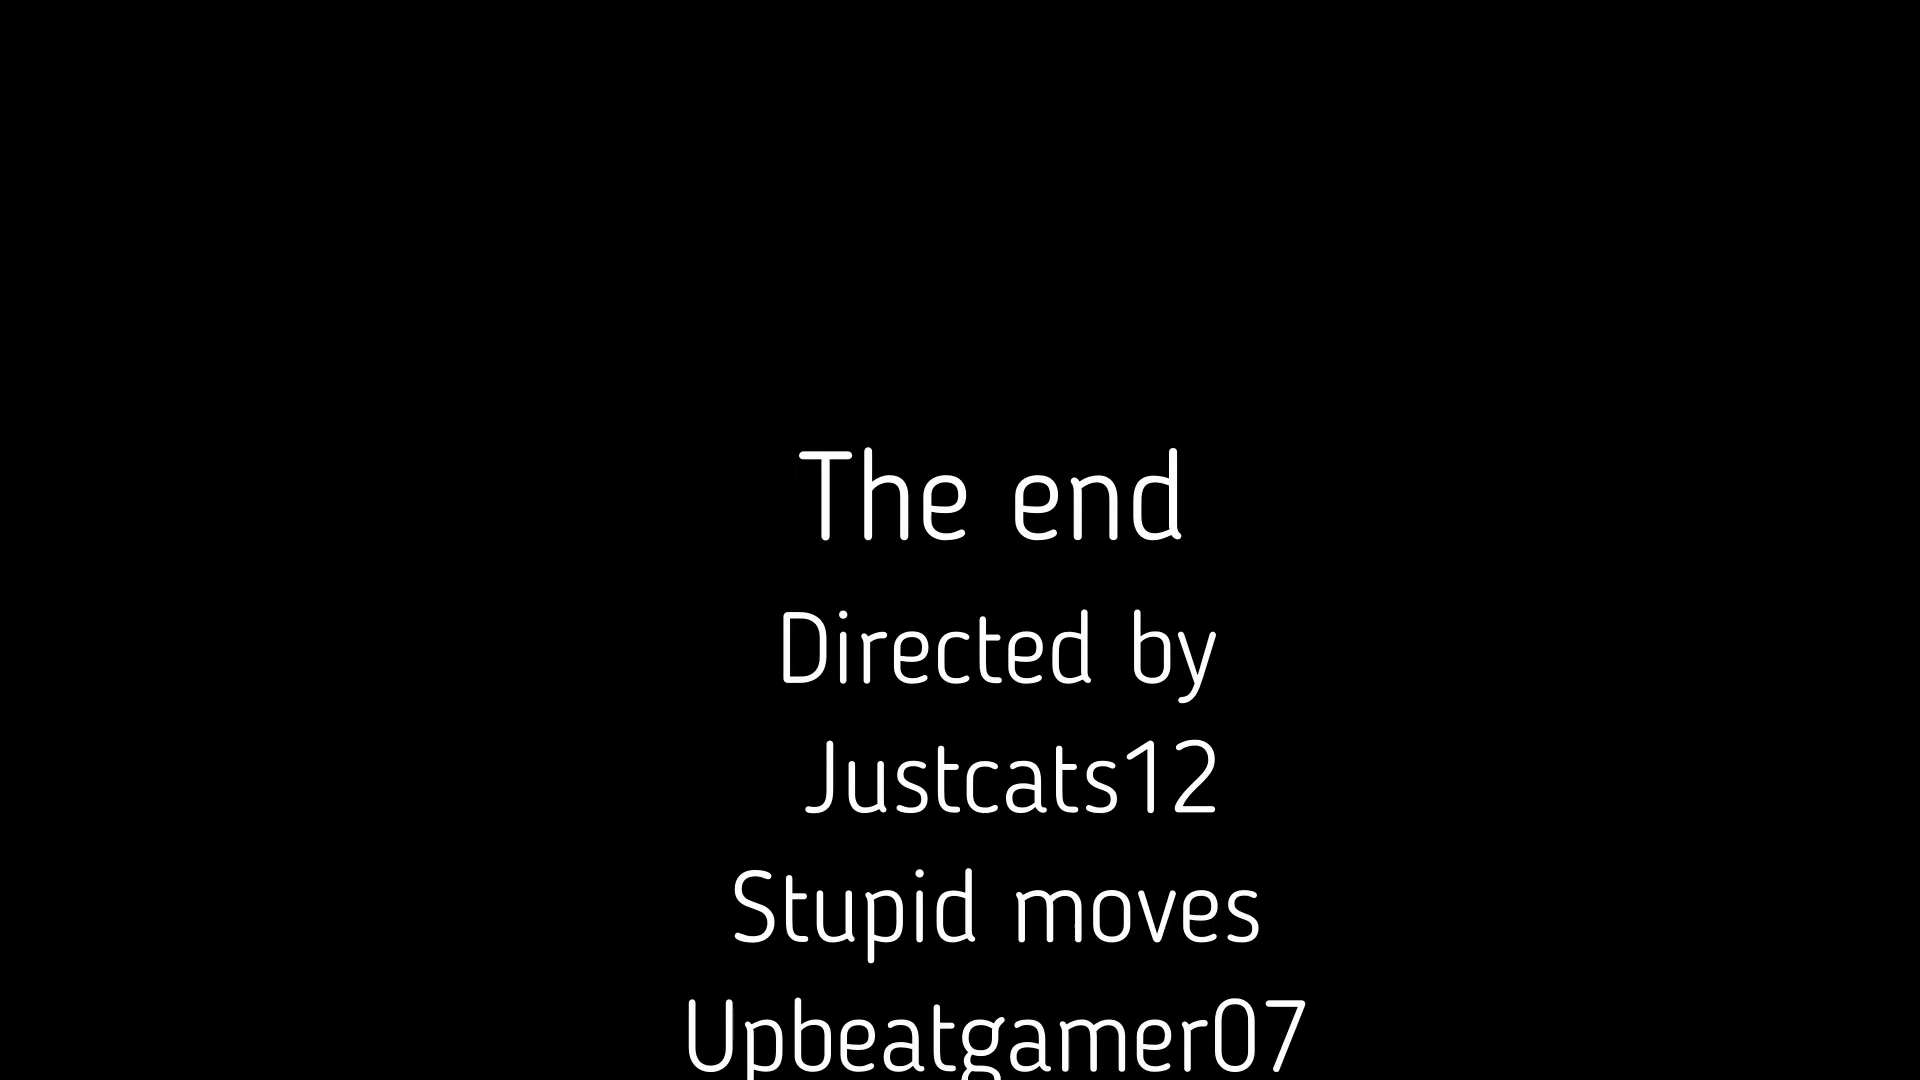 The end
Directed by
Justcats12
Stupid moves
Upbeatgamer07